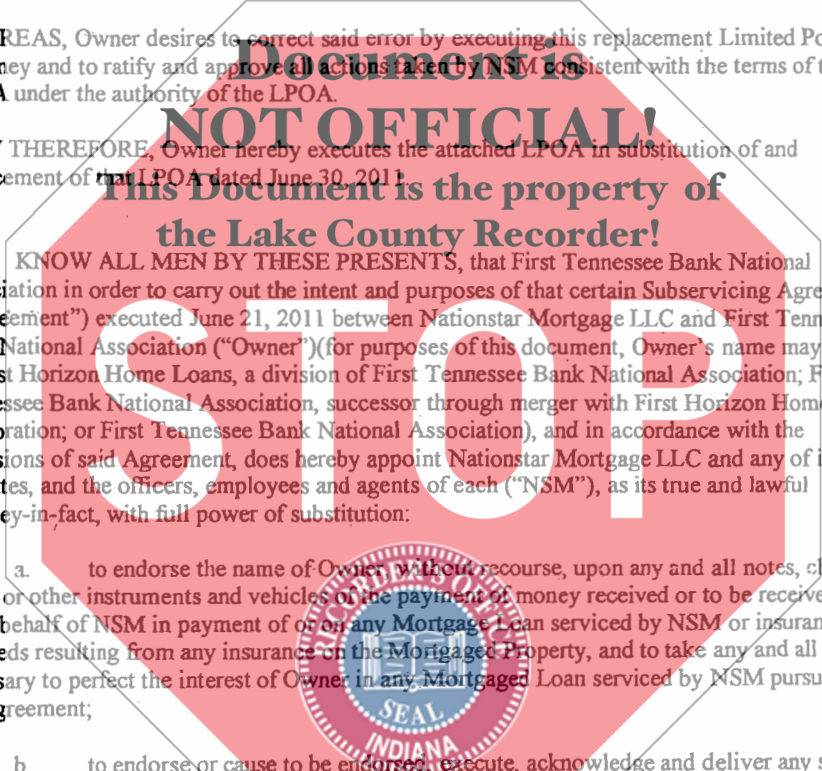 REAS, Owner desires to correct said error by executing this replacement Limited Po
ney and to ratify and approve all actions taken by NSM consistent with the terms of t
A under the authority of the LPOA.
THEREFORE, Owner hereby executes the attached LPOA in substitution of and
cement of that LPOA dated June 30, 2011.
Document is
NOT OFFICIAL!
This Document is the property of
the Lake County Recorder!
KNOW ALL MEN BY THESE PRESENTS, that First Tennessee Bank National
iation in order to carry out the intent and purposes of that certain Subservicing Agre
eement") executed June 21, 2011 between Nationstar Mortgage LLC and First Tenn
National Association ("Owner")(for purposes of this document, Owner's name may
t Horizon Home Loans, a division of First Tennessee Bank National Association; F
ssee Bank National Association, successor through merger with First Horizon Hom
ration; or First Tennessee Bank National Association), and in accordance with the
ions of said Agreement, does hereby appoint Nationstar Mortgage LLC and any of i
tes, and the officers, employees and agents of each ("NSM"), as its true and lawful
ey-in-fact, with full power of substitution:
STOP
a. to endorse the name of Owner, without recourse, upon any and all notes, ch
or other instruments and vehicles of the payment of money received or to be receive
behalf of NSM in payment of or on any Mortgage Loan serviced by NSM or insuran
eds resulting from any insurance on the Mortgaged Property, and to take any and all
sary to perfect the interest of Owner in any Mortgaged Loan serviced by NSM pursu
greement;
RECORDER'S OFFICE
SEAL
INDIANA
b. to endorse or cause to be endorsed, execute, acknowledge and deliver any s